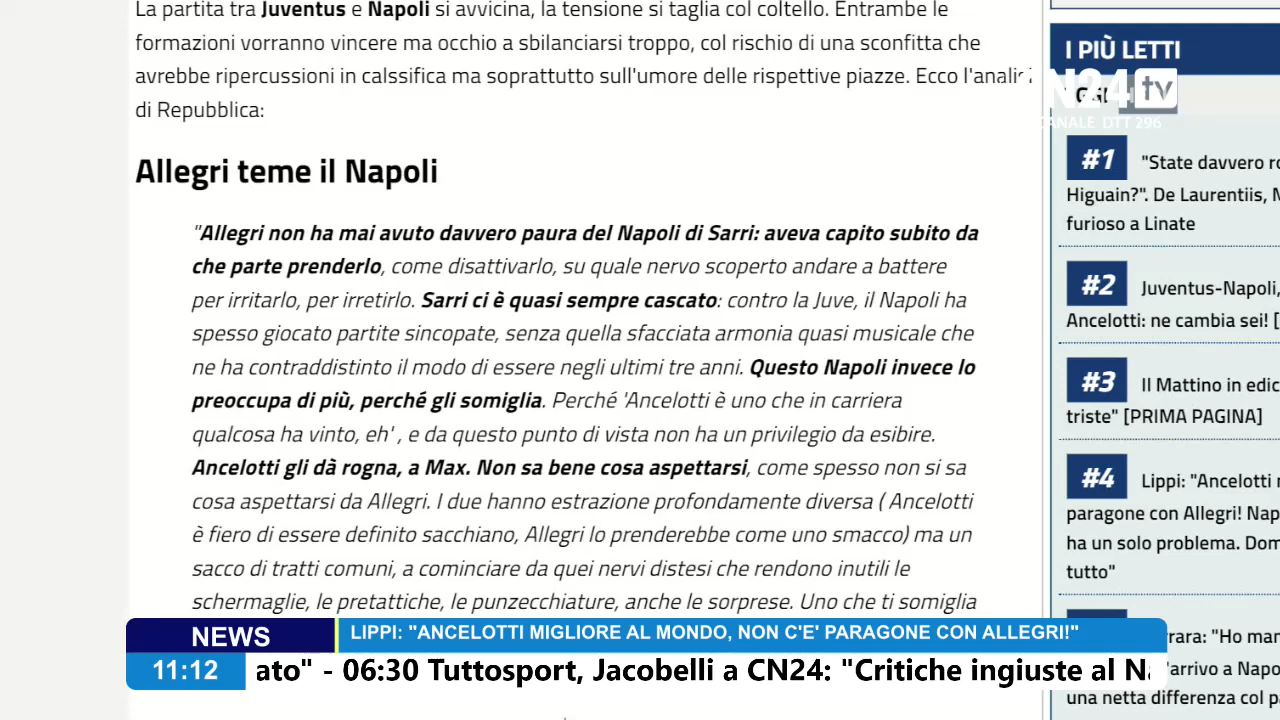 La partita tra Juventus e Napoli si avvicina, la tensione si taglia col coltello. Entrambe le
formazioni vorranno vincere ma occhio a sbilanciarsi troppo, col rischio di una sconfitta che
avrebbe ripercussioni in calssifica ma soprattutto sull'umore delle rispettive piazze. Ecco
di Repubblica:
Allegri teme il Napoli
"Allegri non ha mai avuto davvero paura del Napoli di Sarri: aveva capito subito da
che parte prenderlo, come disattivarlo, su quale nervo scoperto andare a battere
per irritarlo, per irretirlo. Sarri ci è quasi sempre cascato: contro la Juve, il Napoli ha
spesso giocato partite sincopate, senza quella sfacciata armonia quasi musicale che
ne ha contraddistinto il modo di essere negli ultimi tre anni. Questo Napoli invece lo
preoccupa di più, perché gli somiglia. Perché 'Ancelotti è uno che in carriera
qualcosa ha vinto, eh' , e da questo punto di vista non ha un privilegio da esibire.
Ancelotti gli dà rogna, a Max. Non sa bene cosa aspettarsi, come spesso non si sa
cosa aspettarsi da Allegri. I due hanno estrazione profondamente diversa ( Ancelotti
è fiero di essere definito sacchiano, Allegri lo prenderebbe come uno smacco) ma un
sacco di tratti comuni, a cominciare da quei nervi distesi che rendono inutili le
schermaglie, le pretattiche, le punzecchiature, anche le sorprese. Uno che ti somiglia
I PIÙ LETTI
CN24 tv
CANALE DTT 296
#1 "State davvero
Higuain?". De Laurentiis,
furioso a Linate
#2 Juventus-Napoli,
Ancelotti: ne cambia sei! [
#3 Il Mattino in
triste" [PRIMA PAGINA]
#4 Lippi: "Ancelotti
paragone con Allegri!
ha un solo problema.
tutto"
"Ho
arrivo a
una netta differenza col
NEWS
LIPPI: "ANCELOTTI MIGLIORE AL MONDO, NON C'E' PARAGONE CON ALLEGRI!"
11:12
ato" - 06:30 Tuttosport, Jacobelli a CN24: "Critiche ingiuste al